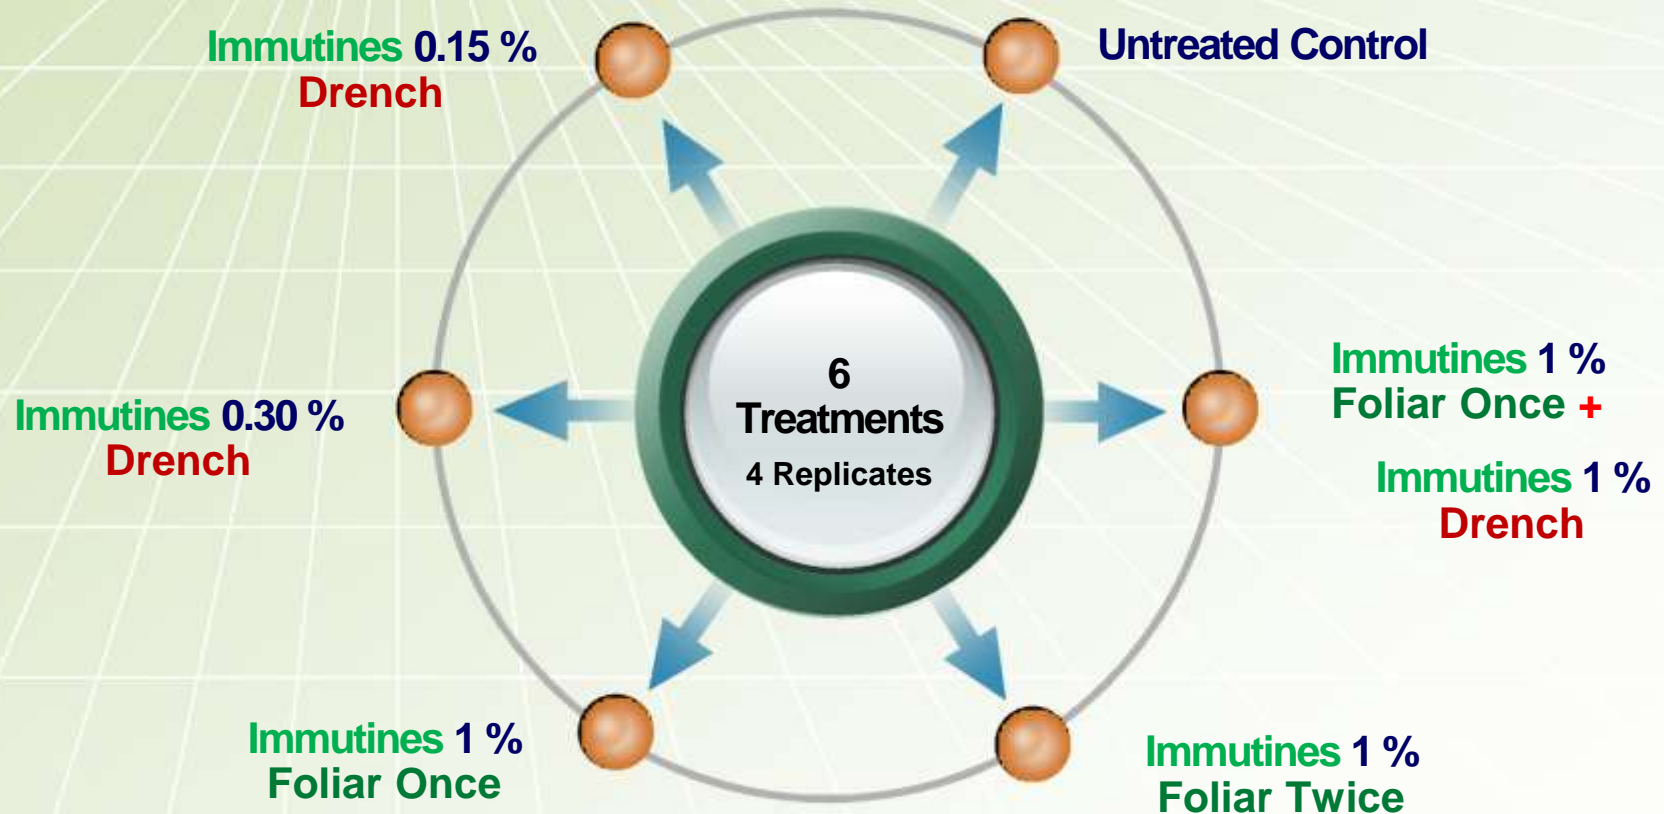 Immutines 0.15 %
Drench
Untreated Control
Immutines 0.30 %
Drench
6
Treatments
4 Replicates
Immutines 1 %
Foliar Once +
Immutines 1 %
Drench
Immutines 1 %
Foliar Once
Immutines 1 %
Foliar Twice